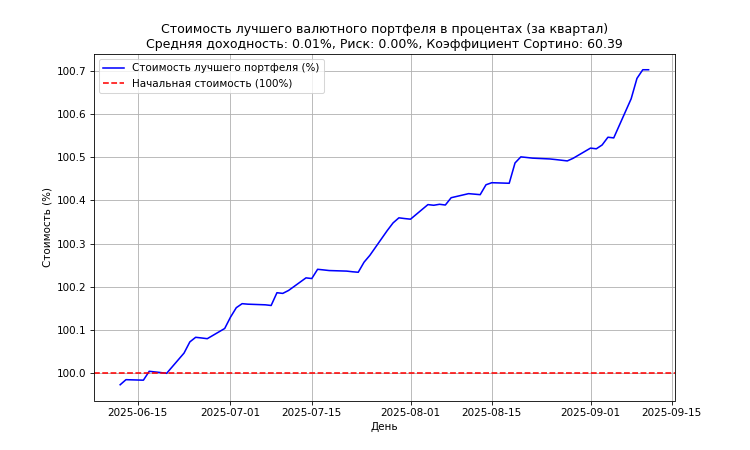 Стоимость лучшего валютного портфеля в процентах (за квартал)
Средняя доходность: 0.01%, Риск: 0.00%, Коэффициент Сортино: 60.39
Стоимость лучшего портфеля (%)
Начальная стоимость (100%)
Стоимость (%)
100.7
100.6
100.5
100.4
100.3
100.2
100.1
100.0
2025-06-15
2025-07-01
2025-07-15
2025-08-01
2025-08-15
2025-09-01
2025-09-15
День